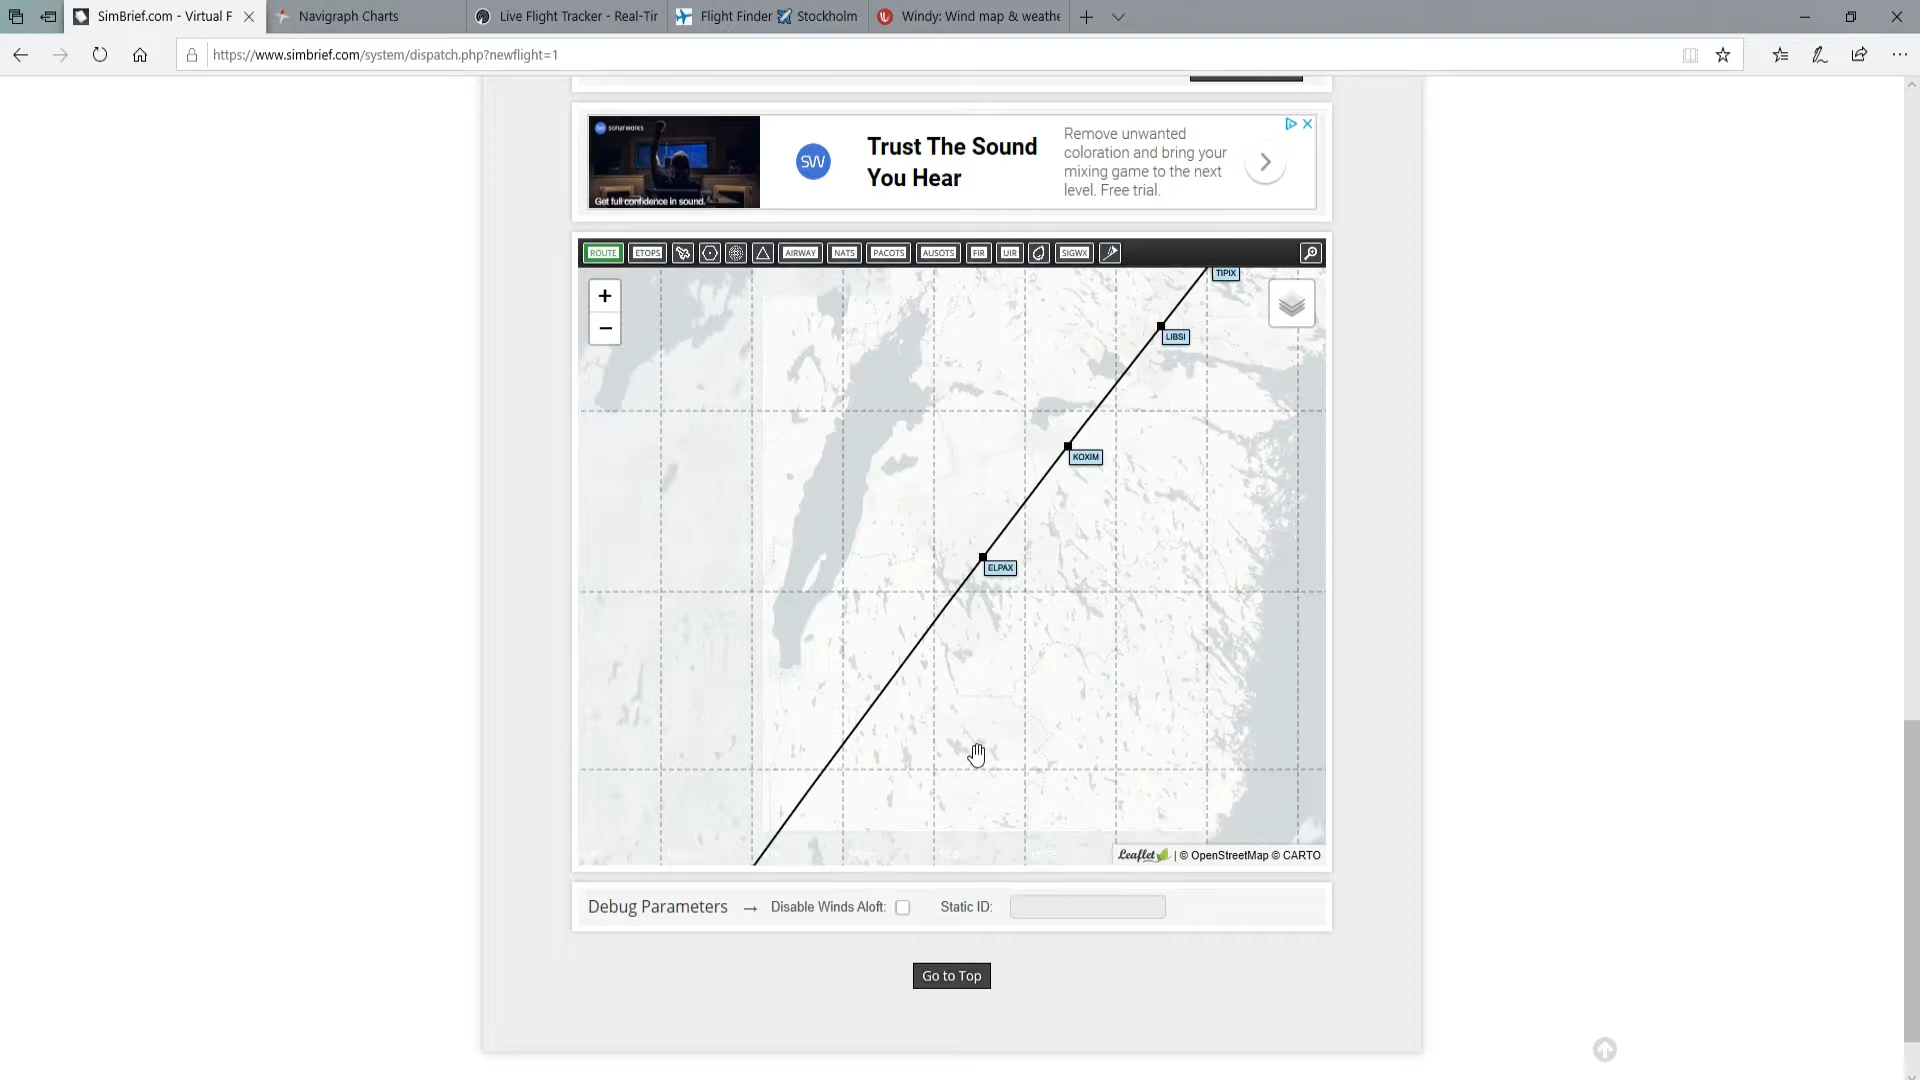 SimBrief.com - Virtual F
Navigraph Charts
Live Flight Tracker - Real-Tir
Flight Finder ✈ Stockholm
Windy: Wind map & weathe
https://www.simbrief.com/system/dispatch.php?newflight=1
sonarworks
Get full confidence in sound.
SW
Trust The Sound
You Hear
Remove unwanted
coloration and bring your
mixing game to the next
level. Free trial.
ROUTE ETOPS AIRWAY NATS PACOTS AUSOTS FIR UIR SIGWX
+
−
TIPIX
LIBSI
KOXIM
ELPAX
Leaflet | © OpenStreetMap © CARTO
Debug Parameters → Disable Winds Aloft: Static ID:
Go to Top